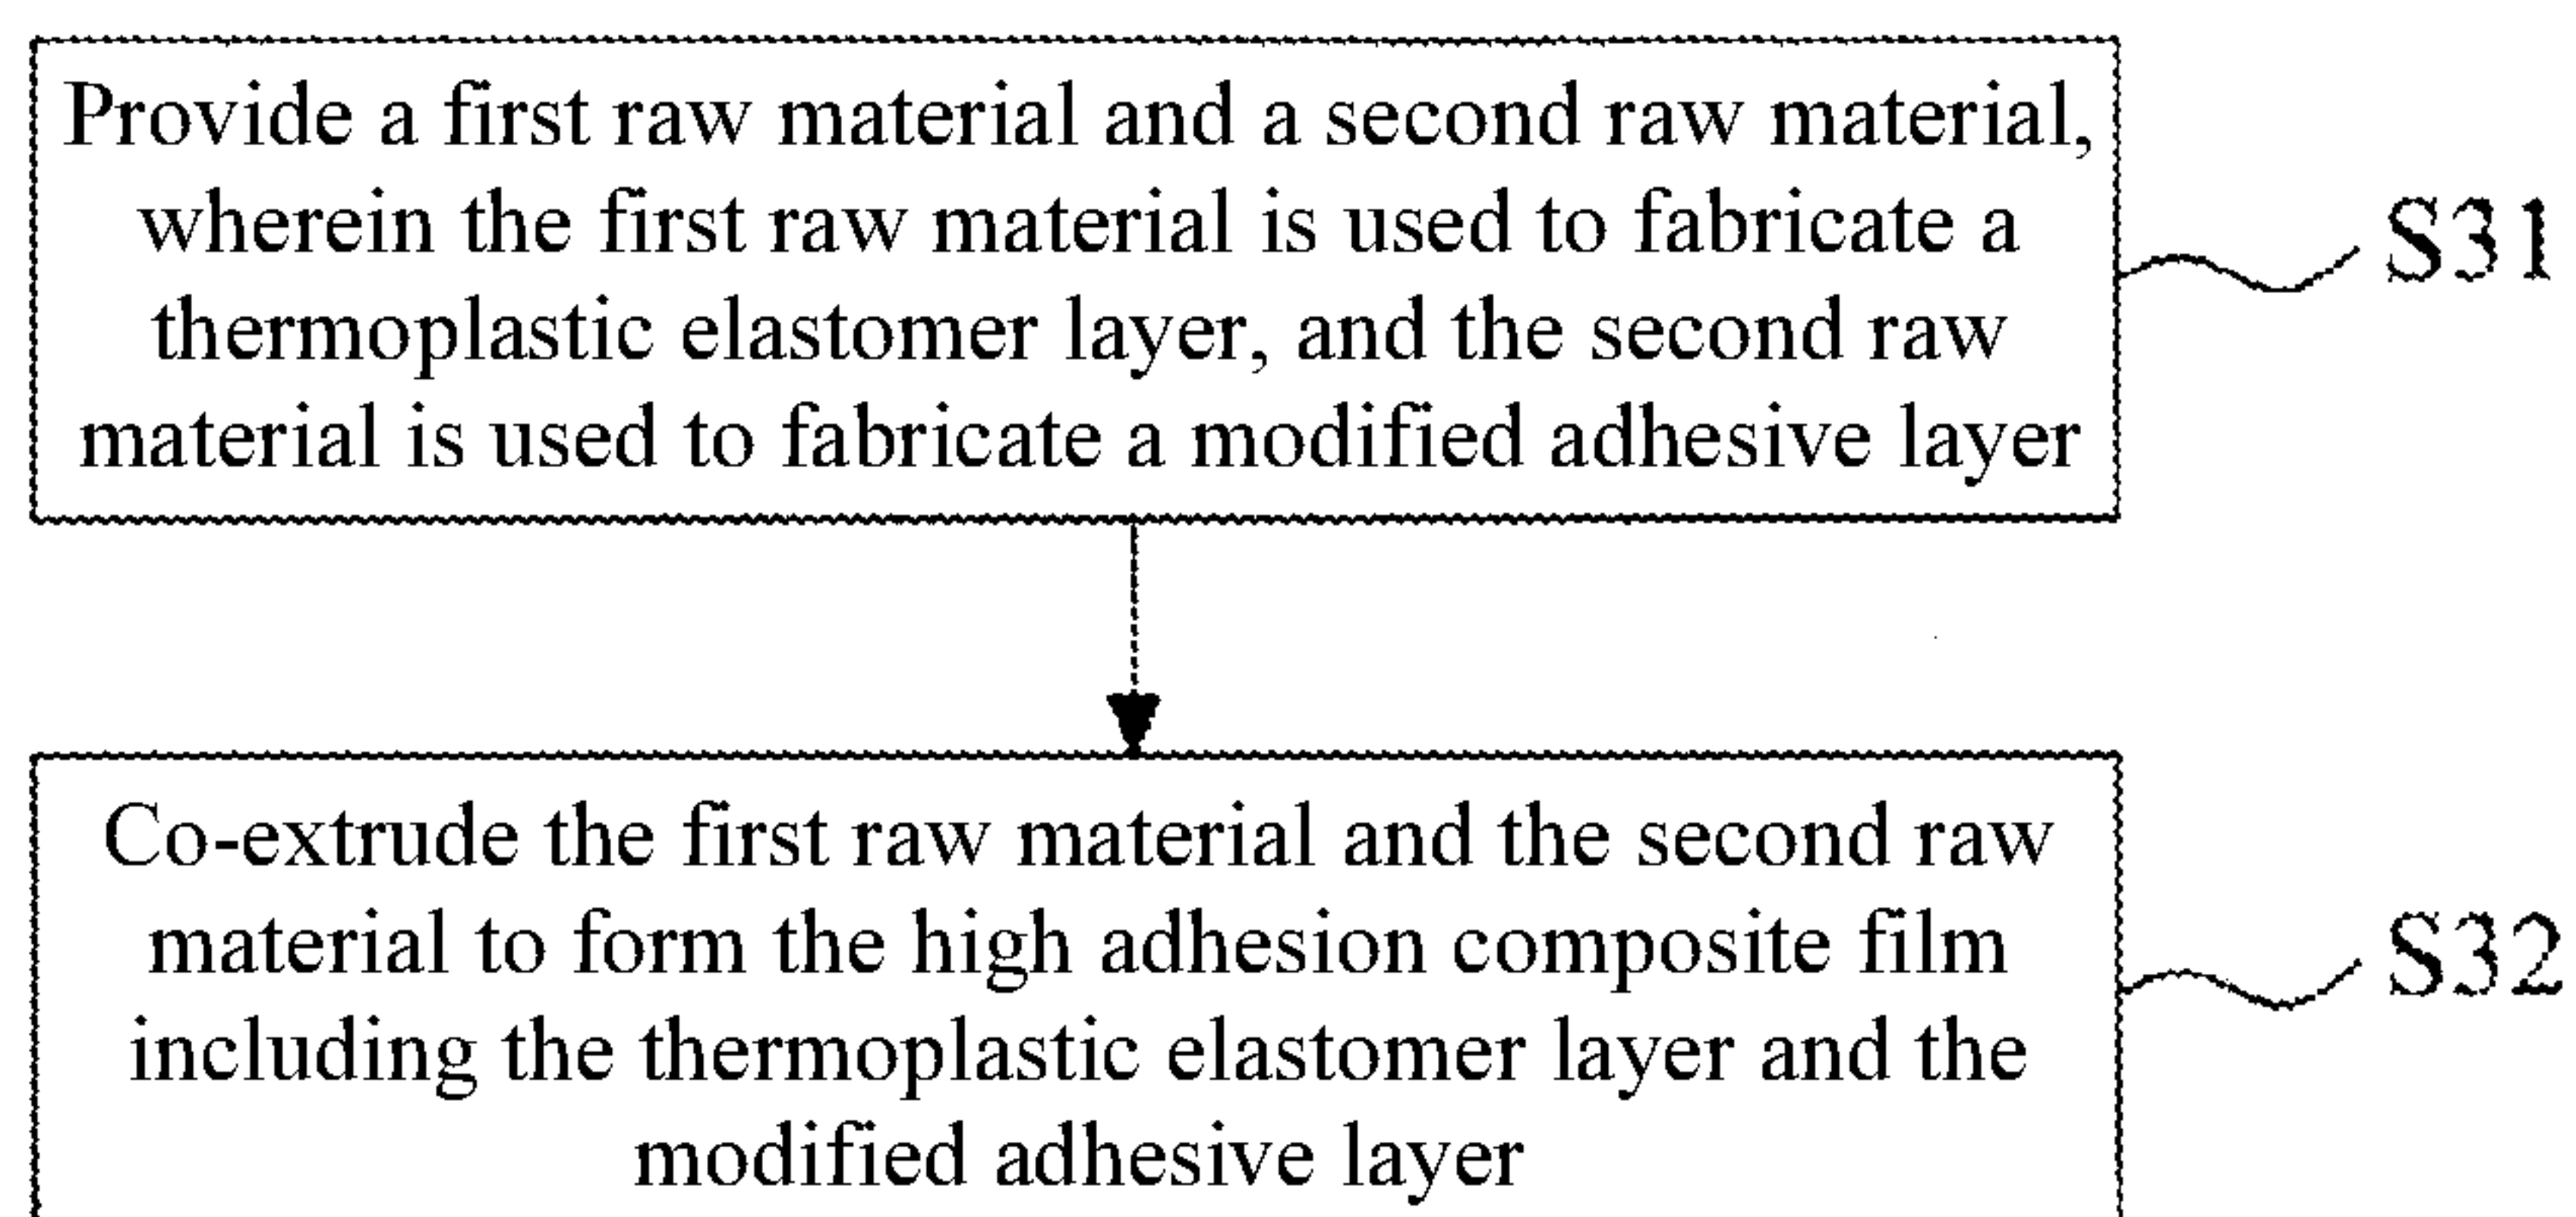 Provide a first raw material and a second raw material,
wherein the first raw material is used to fabricate a
thermoplastic elastomer layer, and the second raw
material is used to fabricate a modified adhesive layer
S31
Co-extrude the first raw material and the second raw
material to form the high adhesion composite film
including the thermoplastic elastomer layer and the
modified adhesive layer
S32